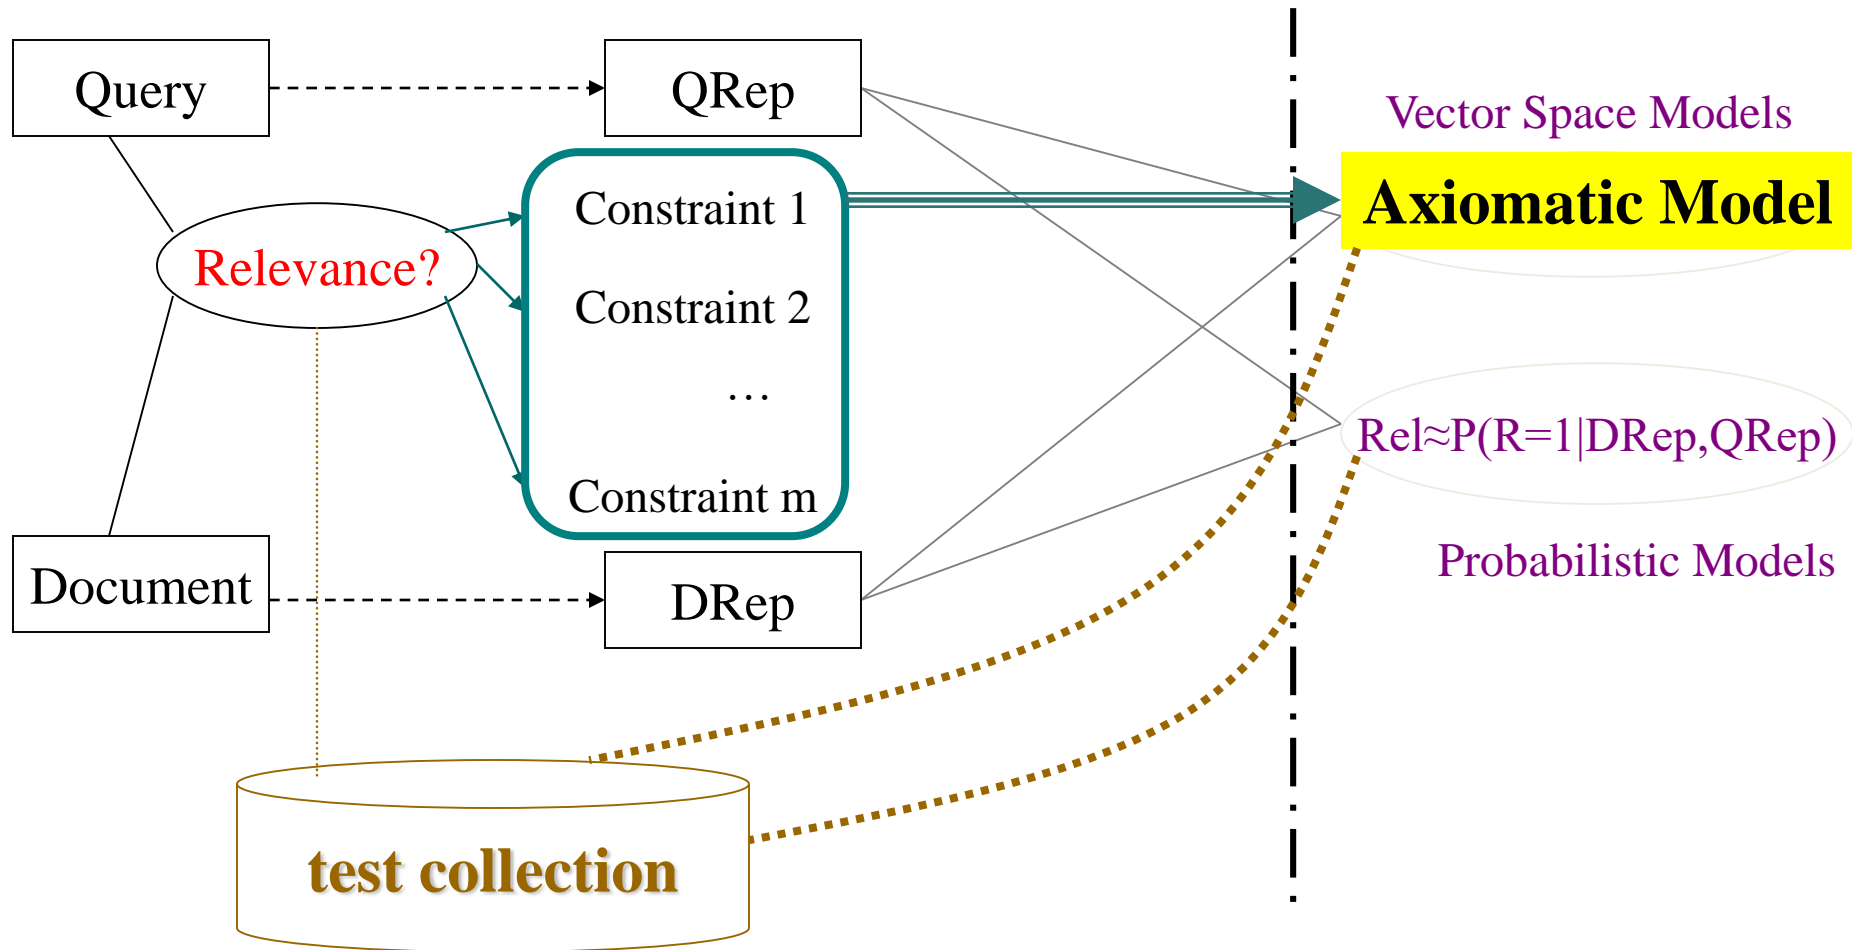 Query
QRep
Vector Space Models
Axiomatic Model
Constraint 1
Relevance?
Constraint 2
…
Rel≈P(R=1|DRep,QRep)
Constraint m
Probabilistic Models
Document
DRep
test collection